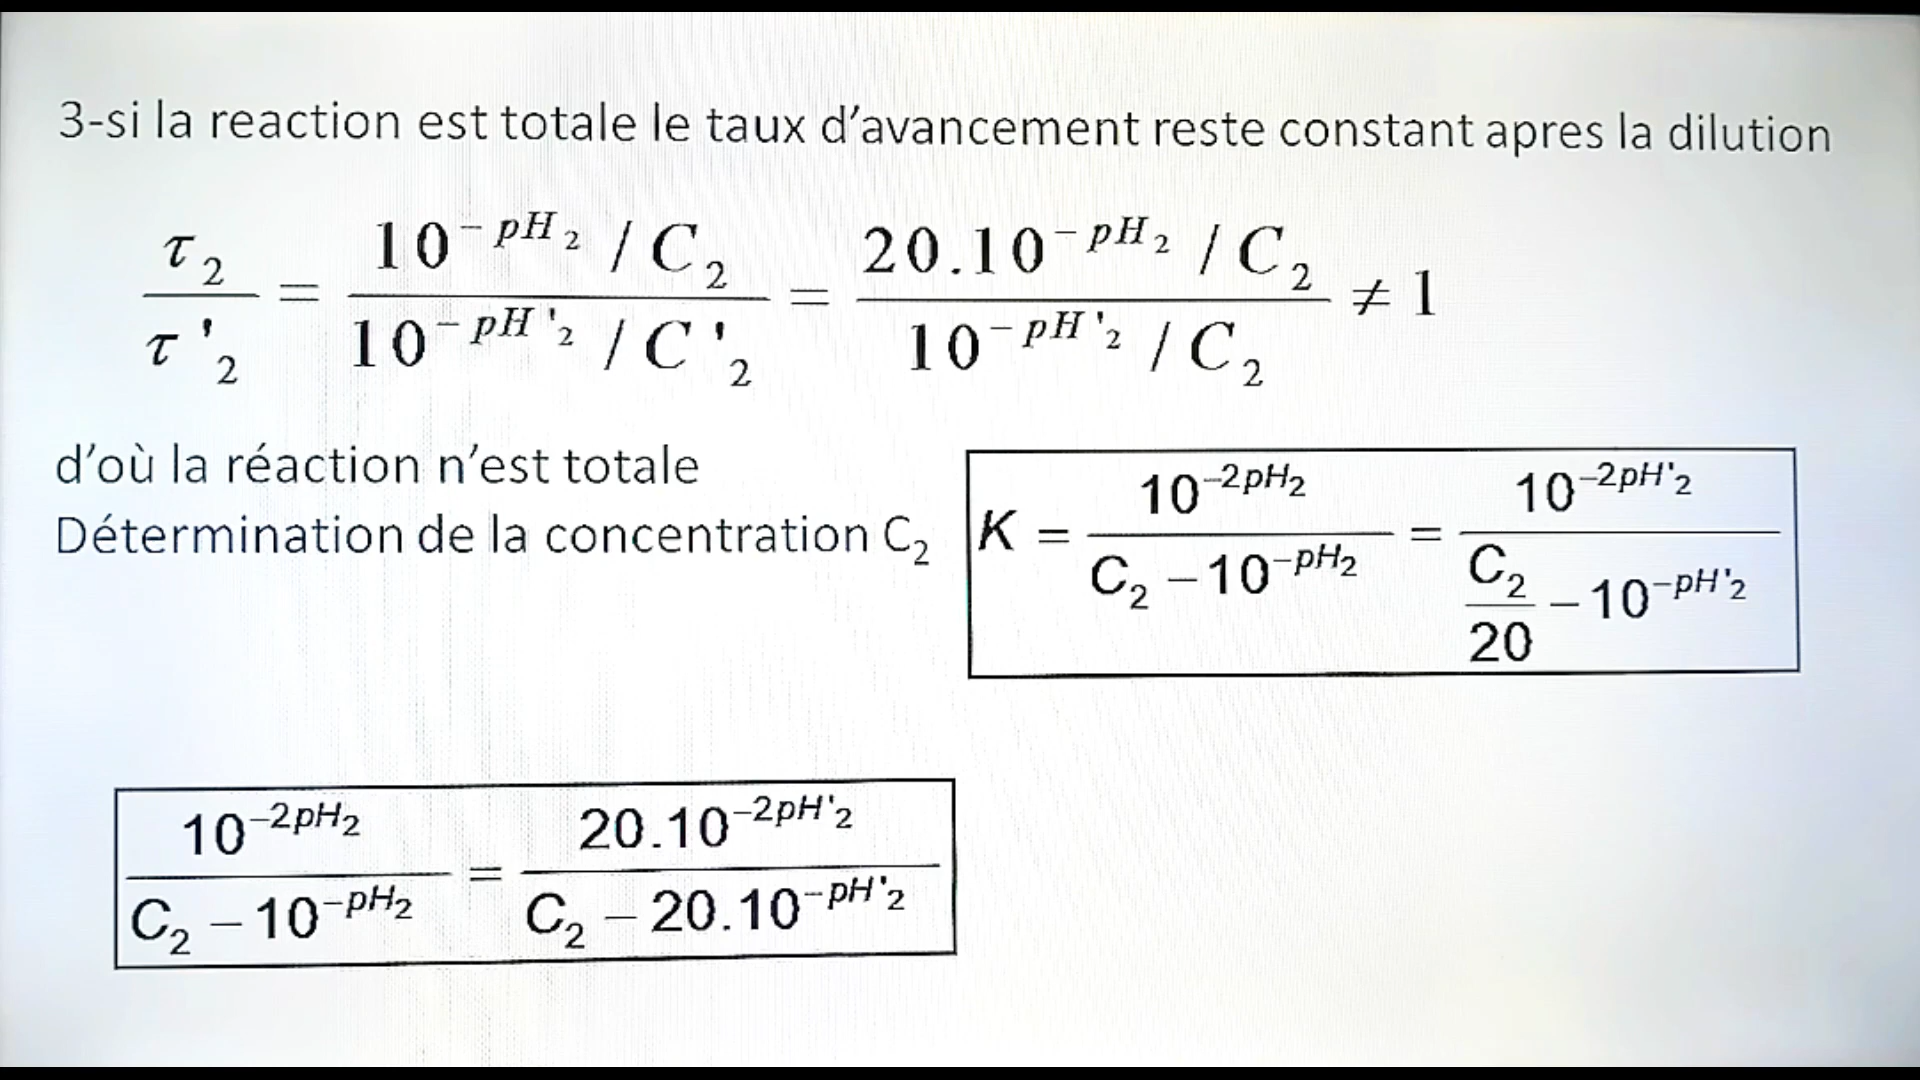 3-si la reaction est totale le taux d'avancement reste constant apres la dilution
τ₂ / τ'₂ = (10^(-pH₂) / C₂) / (10^(-pH'₂) / C'₂) = (20.10^(-pH₂) / C₂) / (10^(-pH'₂) / C₂) ≠ 1
d'où la réaction n'est totale
Détermination de la concentration C₂
K = 10^(-2pH₂) / (C₂ – 10^(-pH₂)) = 10^(-2pH'₂) / (C₂/20 – 10^(-pH'₂))
10^(-2pH₂) / (C₂ – 10^(-pH₂)) = 20.10^(-2pH'₂) / (C₂ – 20.10^(-pH'₂))